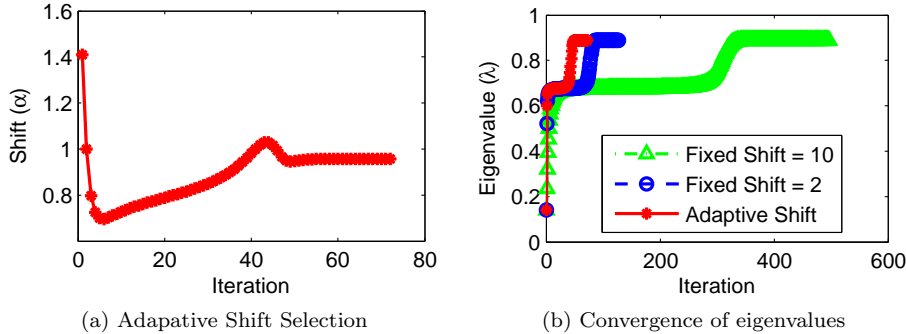 1.6
1.4
1.2
1
0.8
Shift (α)
0
20
40
60
80
Iteration
(a) Adapative Shift Selection
1
0.8
0.6
0.4
0.2
0
Eigenvalue (λ)
Fixed Shift = 10
Fixed Shift = 2
Adaptive Shift
0
200
400
600
Iteration
(b) Convergence of eigenvalues